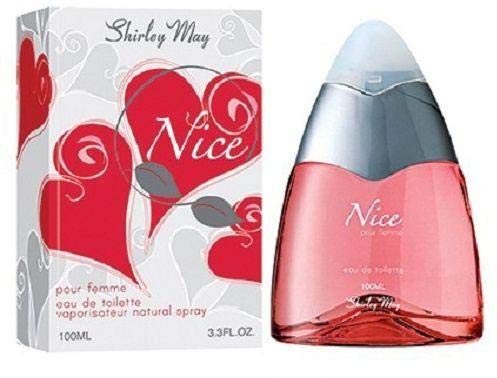 Shirley May
Nice
pour femme
eau de toilette
vaporisateur natural spray
100ML 3.3FL.OZ.
Nice
pour femme
eau de toilette
100ML
Shirley May